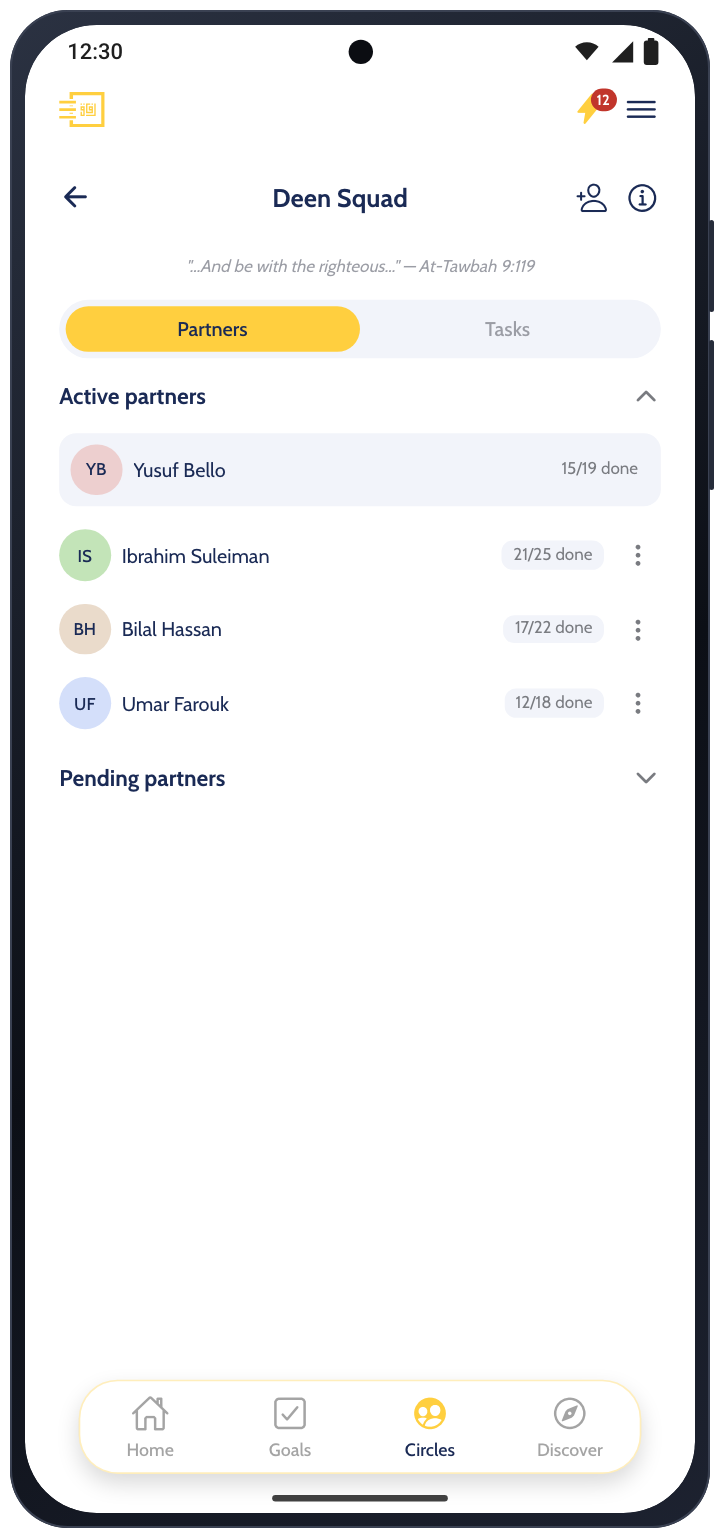 12:30
12
Deen Squad
"...And be with the righteous..." — At-Tawbah 9:119
Partners Tasks
Active partners
YB Yusuf Bello 15/19 done
IS Ibrahim Suleiman 21/25 done
BH Bilal Hassan 17/22 done
UF Umar Farouk 12/18 done
Pending partners
Home Goals Circles Discover